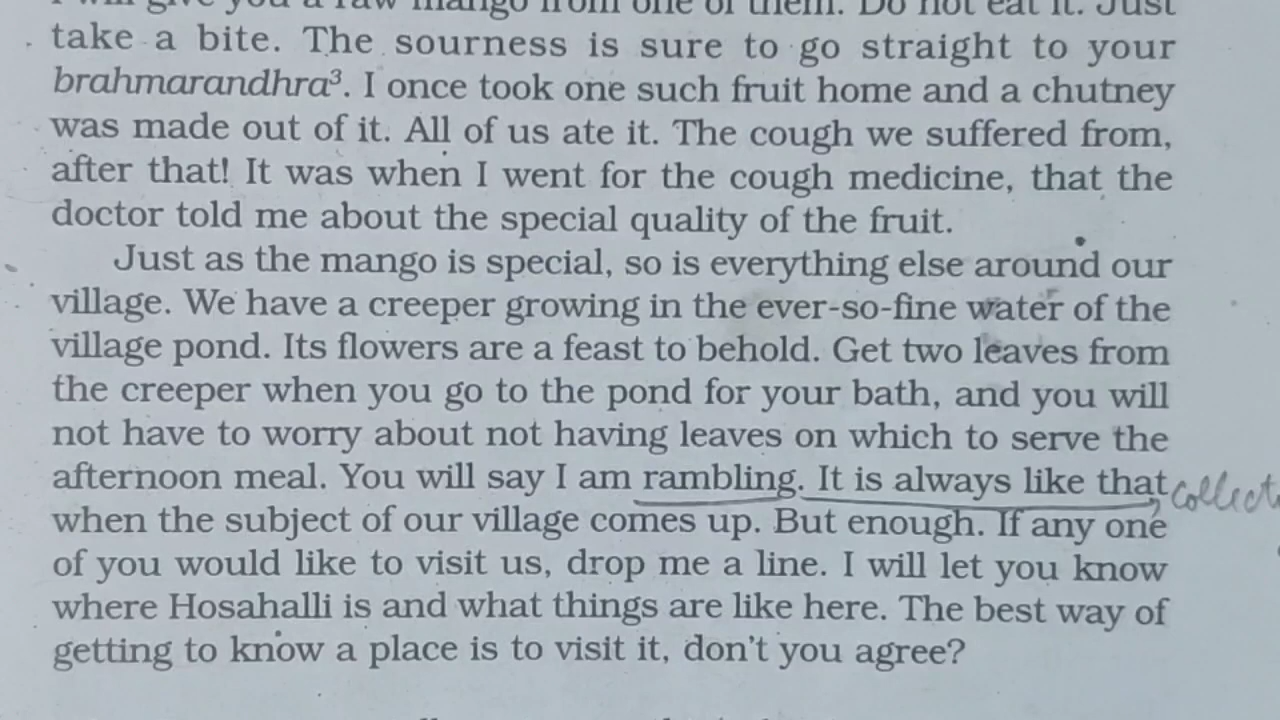 I will give you a raw mango from one of them. Do not eat it. Just
take a bite. The sourness is sure to go straight to your
brahmarandhra³. I once took one such fruit home and a chutney
was made out of it. All of us ate it. The cough we suffered from,
after that! It was when I went for the cough medicine, that the
doctor told me about the special quality of the fruit.
Just as the mango is special, so is everything else around our
village. We have a creeper growing in the ever-so-fine water of the
village pond. Its flowers are a feast to behold. Get two leaves from
the creeper when you go to the pond for your bath, and you will
not have to worry about not having leaves on which to serve the
afternoon meal. You will say I am rambling. It is always like that collect
when the subject of our village comes up. But enough. If any one
of you would like to visit us, drop me a line. I will let you know
where Hosahalli is and what things are like here. The best way of
getting to know a place is to visit it, don't you agree?